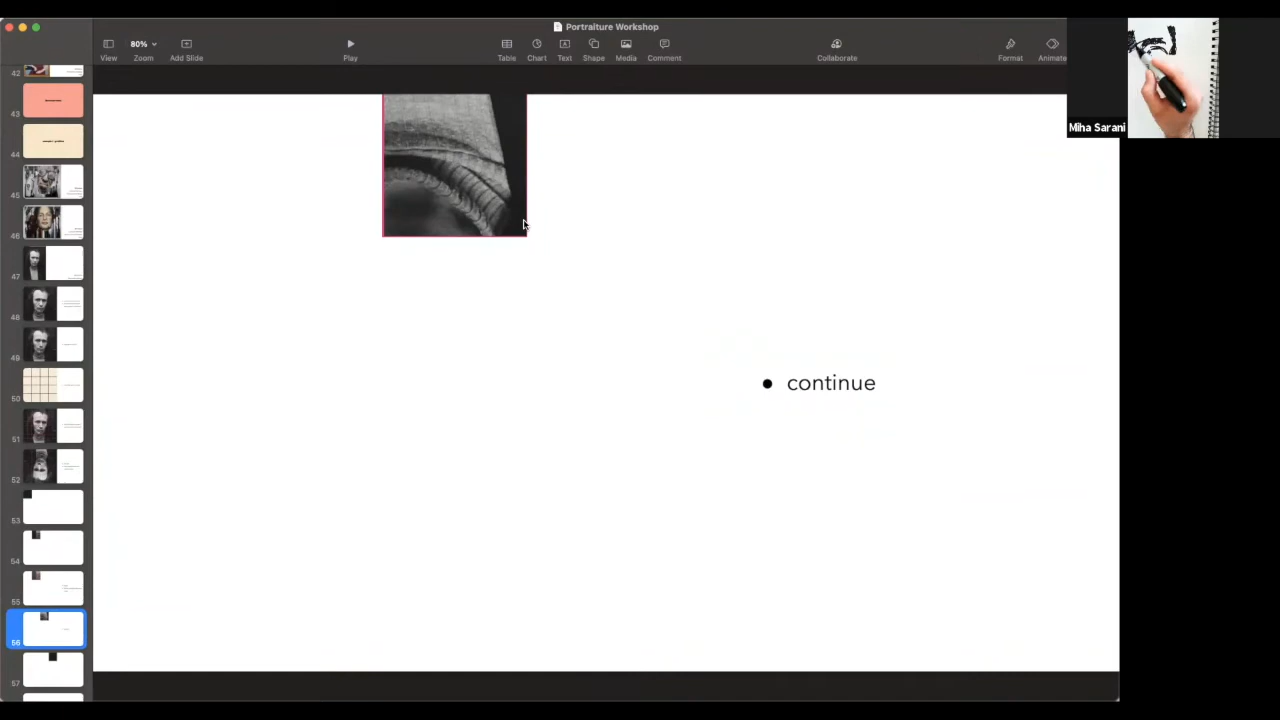 Portraiture Workshop
80%
View
Zoom
Add Slide
Play
Table
Chart
Text
Shape
Media
Comment
Collaborate
Format
Animate
Miha Sarani
42
43
44
45
46
47
48
49
50
51
52
53
54
55
56
57
• continue